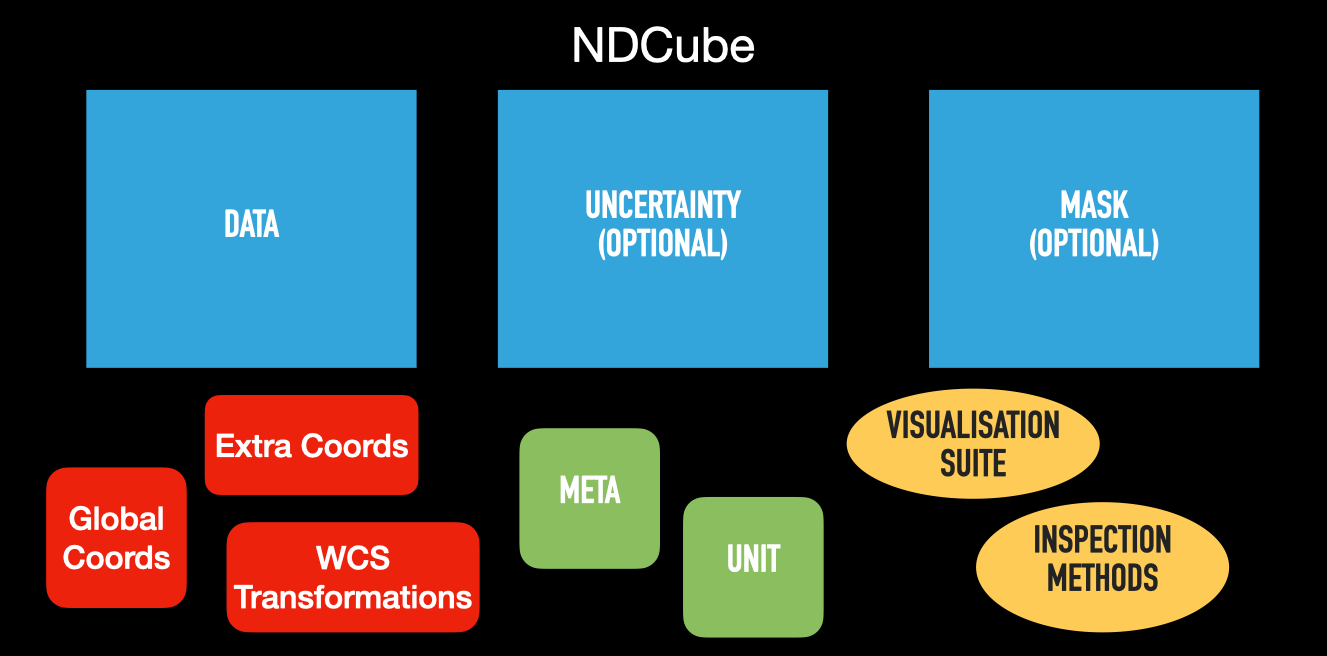 NDCube
DATA
UNCERTAINTY
(OPTIONAL)
MASK
(OPTIONAL)
Extra Coords
Global
Coords
WCS
Transformations
META
UNIT
VISUALISATION
SUITE
INSPECTION
METHODS